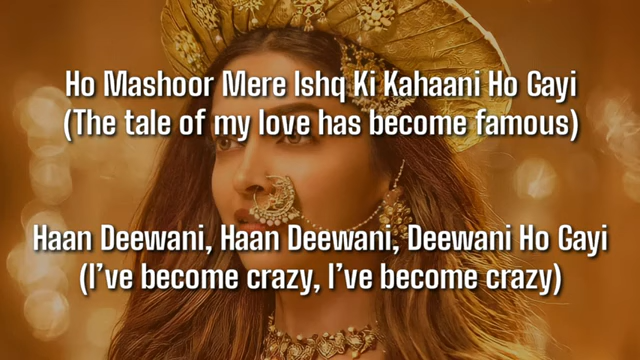 Ho Mashoor Mere Ishq Ki Kahaani Ho Gayi
(The tale of my love has become famous)
Haan Deewani, Haan Deewani, Deewani Ho Gayi
(I've become crazy, I've become crazy)